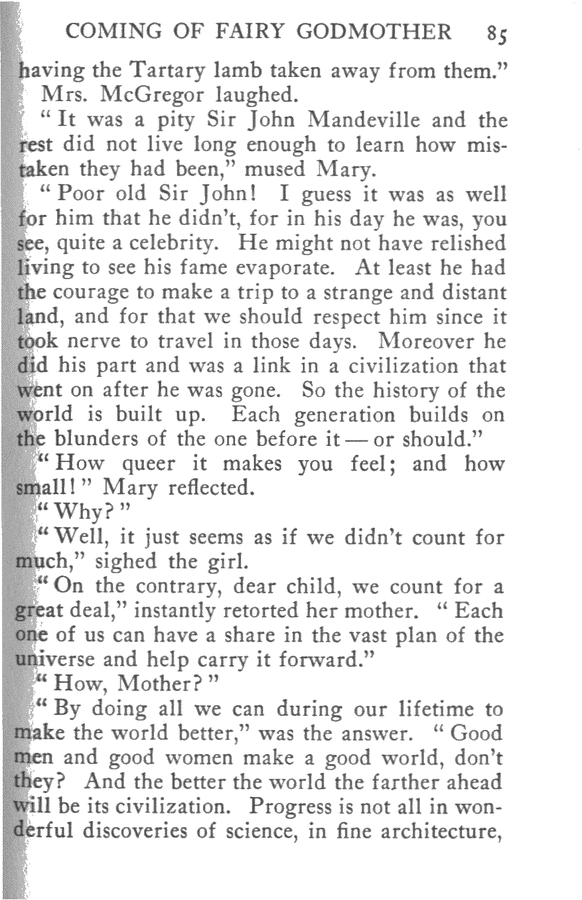 COMING OF FAIRY GODMOTHER 85
having the Tartary lamb taken away from them.”
Mrs. McGregor laughed.
“ It was a pity Sir John Mandeville and the
rest did not live long enough to learn how mis-
taken they had been,” mused Mary.
“ Poor old Sir John! I guess it was as well
for him that he didn’t, for in his day he was, you
see, quite a celebrity. He might not have relished
living to see his fame evaporate. At least he had
the courage to make a trip to a strange and distant
land, and for that we should respect him since it
took nerve to travel in those days. Moreover he
did his part and was a link in a civilization that
went on after he was gone. So the history of the
world is built up. Each generation builds on
the blunders of the one before it — or should.”
“ How queer it makes you feel; and how
small! ” Mary reflected.
“ Why? ”
“ Well, it just seems as if we didn’t count for
much,” sighed the girl.
“ On the contrary, dear child, we count for a
great deal,” instantly retorted her mother. “ Each
one of us can have a share in the vast plan of the
universe and help carry it forward.”
“ How, Mother? ”
“ By doing all we can during our lifetime to
make the world better,” was the answer. “ Good
men and good women make a good world, don’t
they? And the better the world the farther ahead
will be its civilization. Progress is not all in won-
derful discoveries of science, in fine architecture,